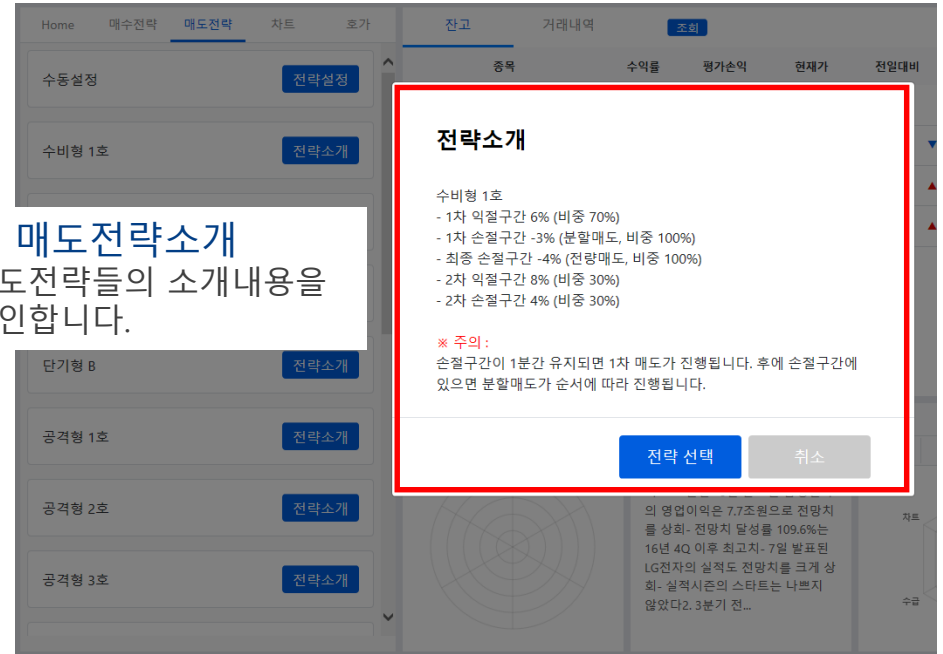 Home 매수전략 매도전략 차트 호가
잔고 거래내역 조회
종목 수익률 평가손익 현재가 전일대비
수동설정 전략설정
수비형 1호 전략소개
매도전략소개
도전략들의 소개내용을
인합니다.
단기형 B 전략소개
공격형 1호 전략소개
공격형 2호 전략소개
공격형 3호 전략소개
전략소개
수비형 1호
- 1차 익절구간 6% (비중 70%)
- 1차 손절구간 -3% (분할매도, 비중 100%)
- 최종 손절구간 -4% (전량매도, 비중 100%)
- 2차 익절구간 8% (비중 30%)
- 2차 손절구간 4% (비중 30%)
※ 주의 :
손절구간이 1분간 유지되면 1차 매도가 진행됩니다. 후에 손절구간에
있으면 분할매도가 순서에 따라 진행됩니다.
전략 선택 취소
의 영업이익은 7.7조원으로 전망치
를 상회- 전망치 달성률 109.6%는
16년 4Q 이후 최고치- 7일 발표된
LG전자의 실적도 전망치를 크게 상
회- 실적시즌의 스타트는 나쁘지
않았다2. 3분기 전...
차트
수급